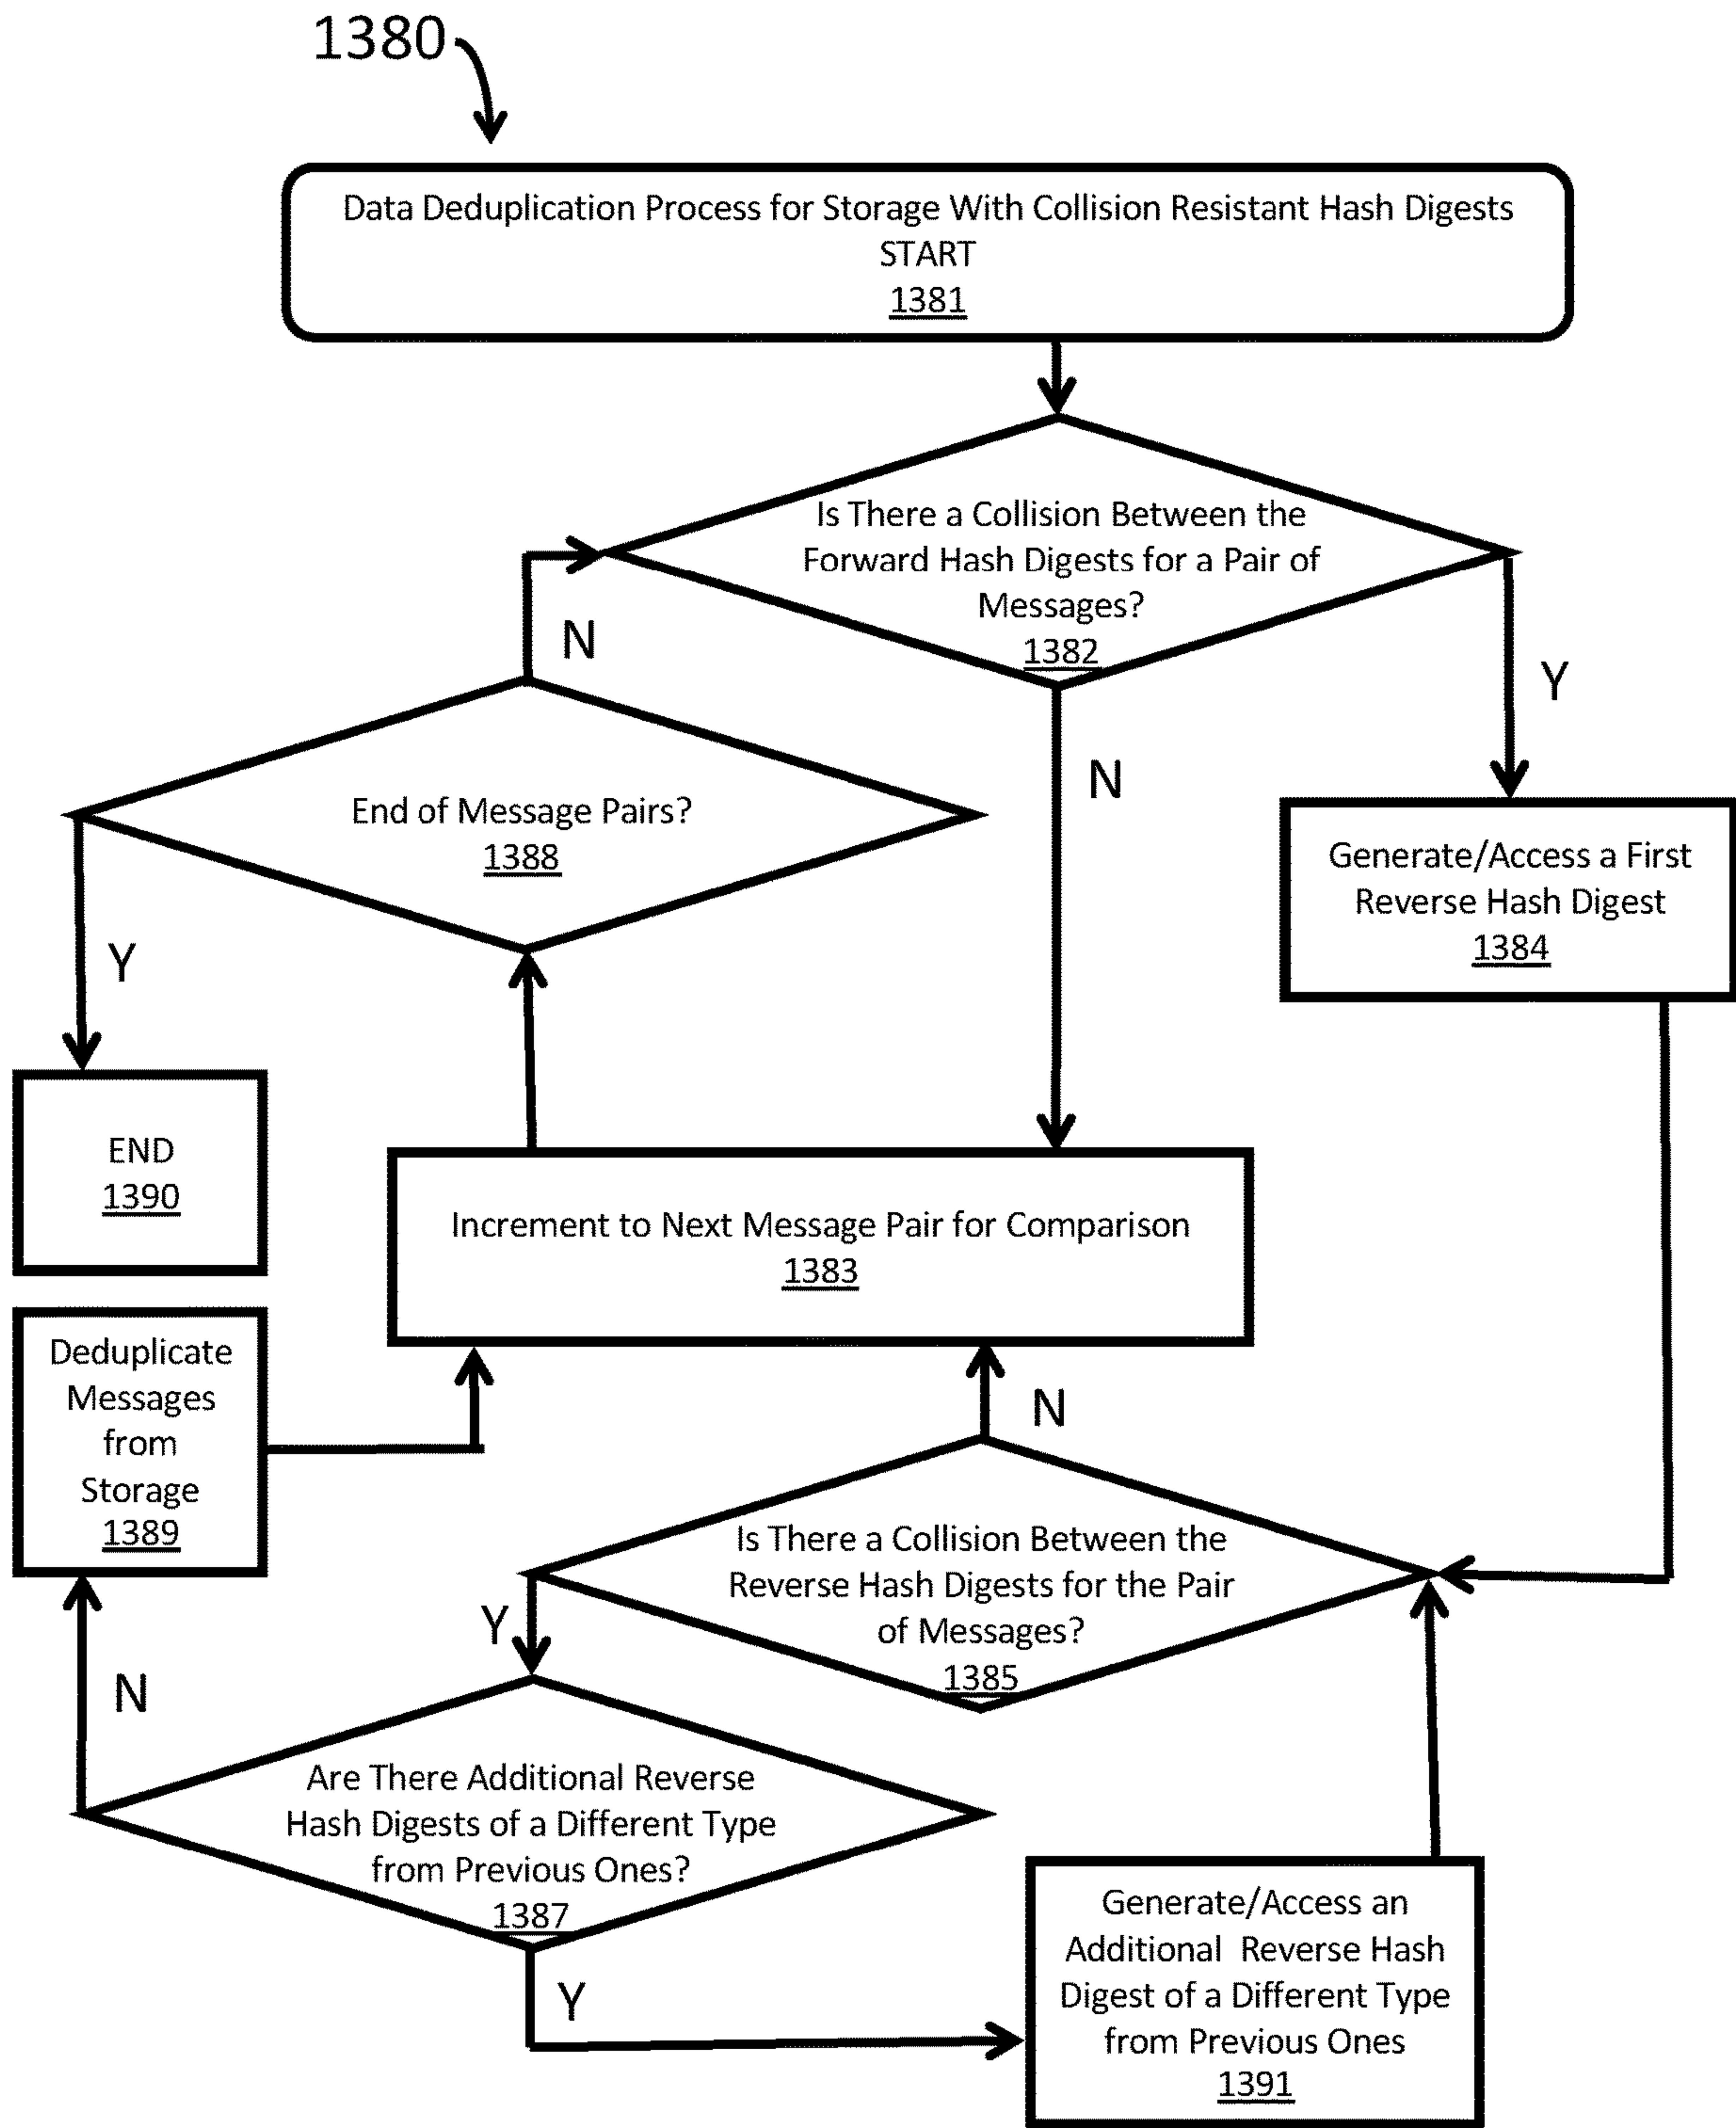 1380
Data Deduplication Process for Storage With Collision Resistant Hash Digests
START
1381
Is There a Collision Between the
Forward Hash Digests for a Pair of
Messages?
1382
N
Y
N
End of Message Pairs?
1388
Generate/Access a First
Reverse Hash Digest
1384
Y
END
1390
Increment to Next Message Pair for Comparison
1383
Deduplicate
Messages
from
Storage
1389
N
Is There a Collision Between the
Reverse Hash Digests for the Pair
of Messages?
1385
Y
N
Are There Additional Reverse
Hash Digests of a Different Type
from Previous Ones?
1387
Y
Generate/Access an
Additional Reverse Hash
Digest of a Different Type
from Previous Ones
1391